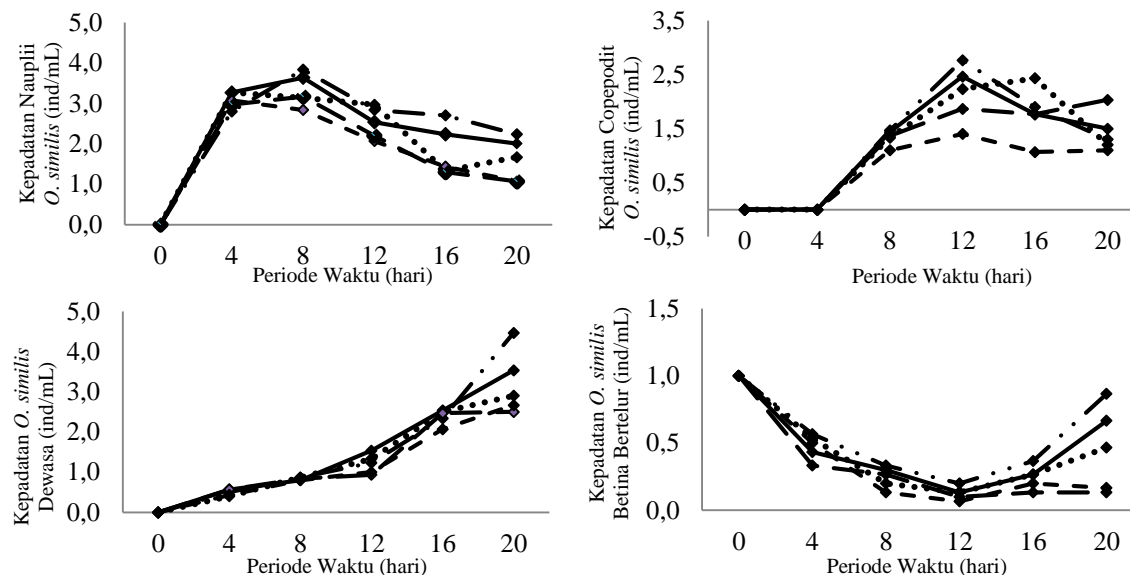 Kepadatan Nauplii
O. similis (ind/mL)
5,0
4,0
3,0
2,0
1,0
0,0
0 4 8 12 16 20
Periode Waktu (hari)
Kepadatan Copepodit
O. similis (ind/mL)
3,5
2,5
1,5
0,5
-0,5
0 4 8 12 16 20
Periode Waktu (hari)
Kepadatan O. similis
Dewasa (ind/mL)
5,0
4,0
3,0
2,0
1,0
0,0
0 4 8 12 16 20
Periode Waktu (hari)
Kepadatan O. similis
Betina Bertelur (ind/mL)
1,5
1,0
0,5
0,0
0 4 8 12 16 20
Periode Waktu (hari)